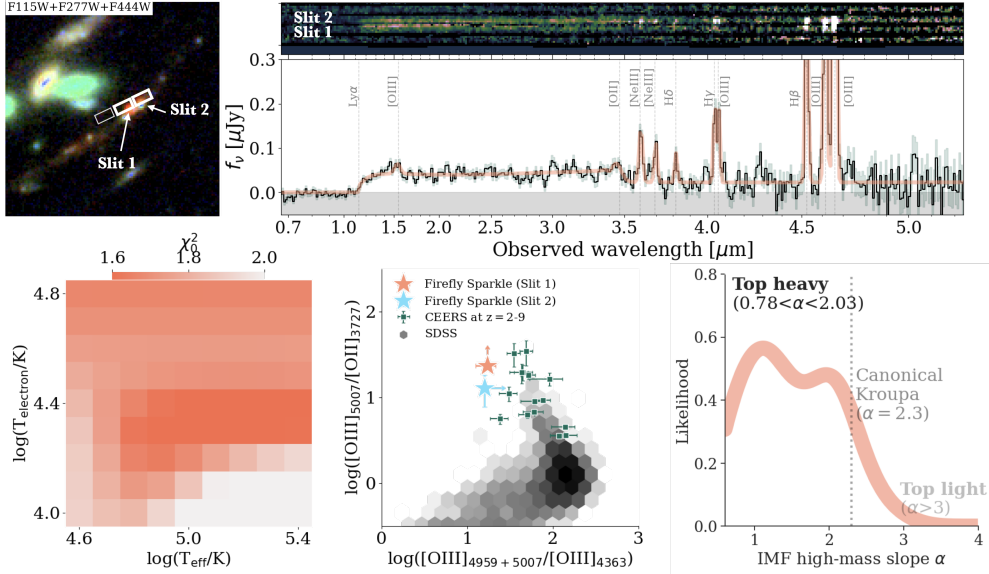 F115W+F277W+F444W
Slit 2
Slit 1
Slit 2
Slit 1
0.3
0.2
0.1
0.0
f_ν [μJy]
Lyα
[OIII]
[OII]
[NeIII]
[NeIII]
Hδ
Hγ
[OIII]
Hβ
[OIII]
[OIII]
0.7 1.0 1.5 2.0 2.5 3.0 3.5 4.0 4.5 5.0
Observed wavelength [μm]
χ²₀
1.6 1.8 2.0
4.8
4.4
4.0
log(T_electron/K)
4.6 5.0 5.4
log(T_eff/K)
Firefly Sparkle (Slit 1)
Firefly Sparkle (Slit 2)
CEERS at z = 2-9
SDSS
2
1
0
log([OIII]₅₀₀₇/[OII]₃₇₂₇)
0 1 2 3
log([OIII]₄₉₅₉₊₅₀₀₇/[OIII]₄₃₆₃)
Top heavy
(0.78<α<2.03)
Canonical
Kroupa
(α = 2.3)
Top light
(α>3)
0.8
0.6
0.4
0.2
0.0
Likelihood
1 2 3 4
IMF high-mass slope α